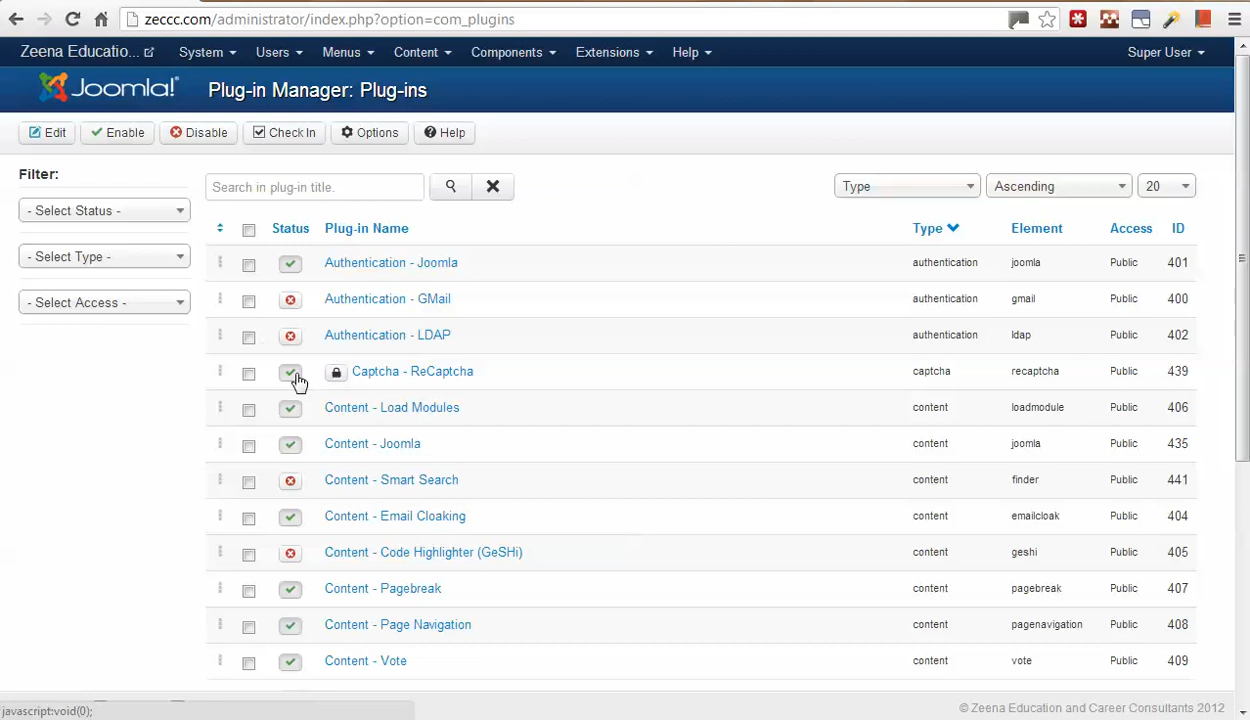 zeccc.com/administrator/index.php?option=com_plugins
Zeena Educatio... System Users Menus Content Components Extensions Help Super User
Joomla!® Plug-in Manager: Plug-ins
Edit Enable Disable Check In Options Help
Filter:
- Select Status -
- Select Type -
- Select Access -
Search in plug-in title. Type Ascending 20
Status Plug-in Name Type Element Access ID
Authentication - Joomla authentication joomla Public 401
Authentication - GMail authentication gmail Public 400
Authentication - LDAP authentication ldap Public 402
Captcha - ReCaptcha captcha recaptcha Public 439
Content - Load Modules content loadmodule Public 406
Content - Joomla content joomla Public 435
Content - Smart Search content finder Public 441
Content - Email Cloaking content emailcloak Public 404
Content - Code Highlighter (GeSHi) content geshi Public 405
Content - Pagebreak content pagebreak Public 407
Content - Page Navigation content pagenavigation Public 408
Content - Vote content vote Public 409
javascript:void(0);
© Zeena Education and Career Consultants 2012